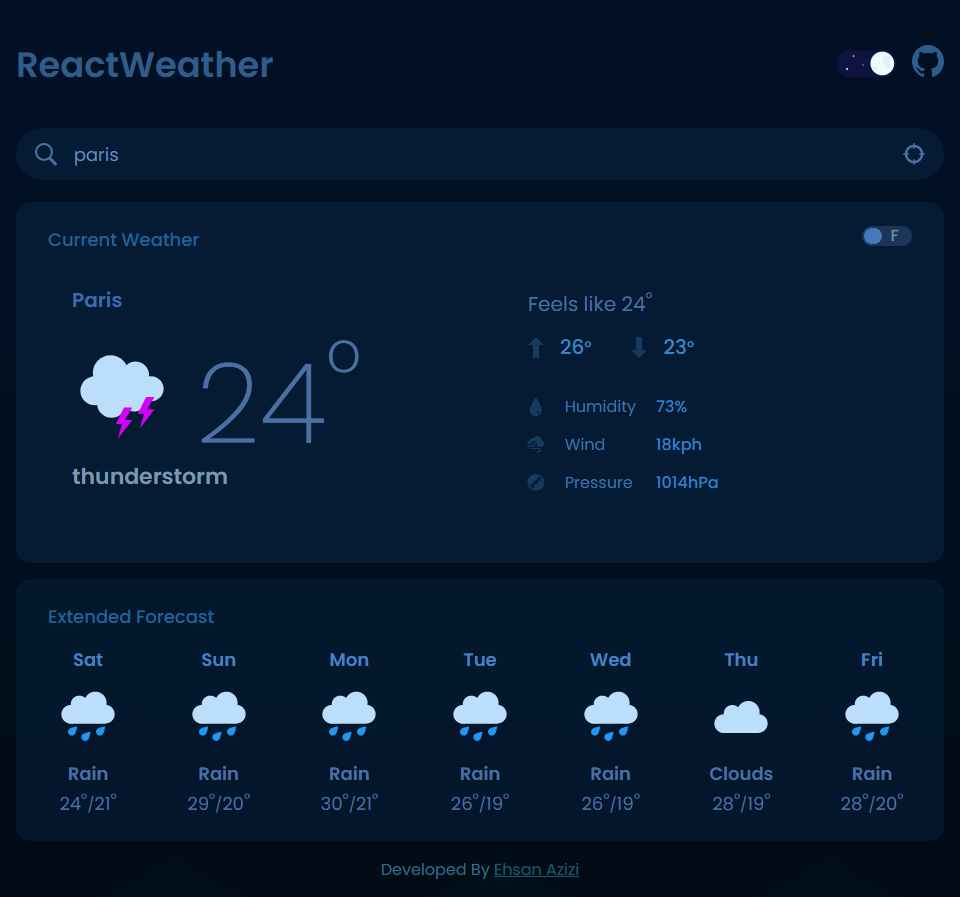 ReactWeather
paris
Current Weather
F
Paris
24°
thunderstorm
Feels like 24°
26° 23°
Humidity 73%
Wind 18kph
Pressure 1014hPa
Extended Forecast
Sat Sun Mon Tue Wed Thu Fri
Rain Rain Rain Rain Rain Clouds Rain
24°/21° 29°/20° 30°/21° 26°/19° 26°/19° 28°/19° 28°/20°
Developed By Ehsan Azizi